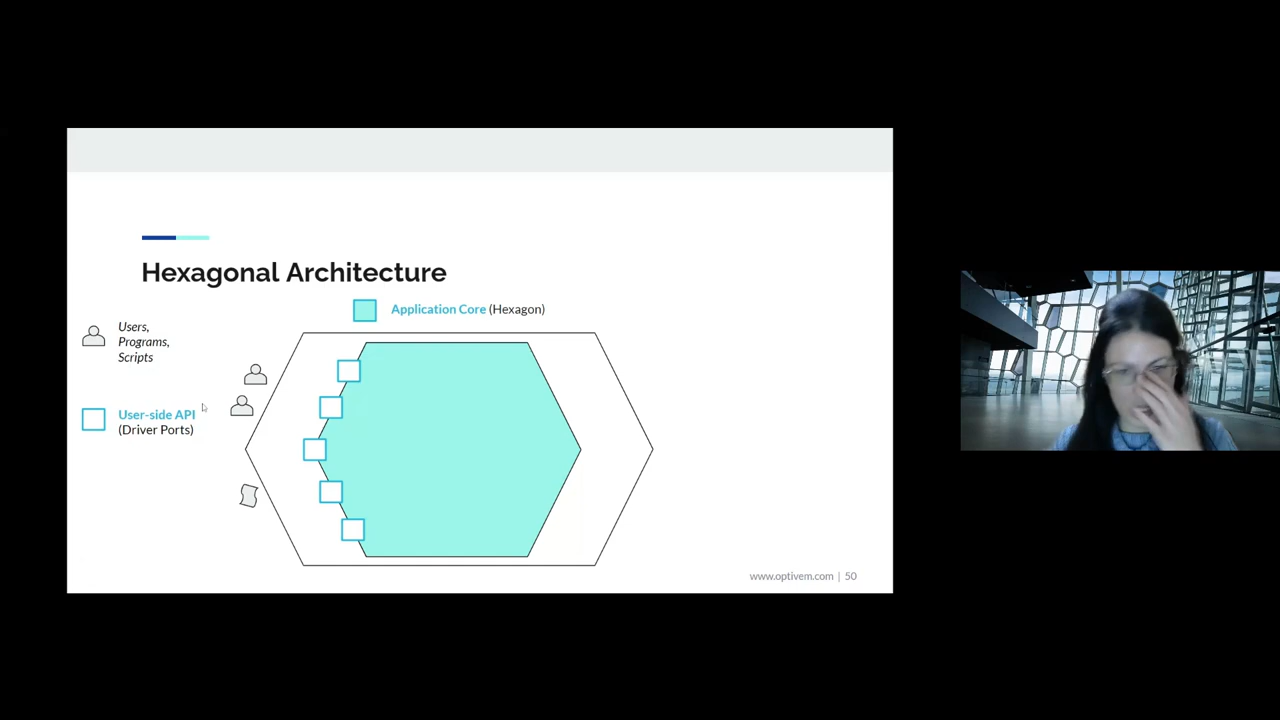 Hexagonal Architecture
Application Core (Hexagon)
Users,
Programs,
Scripts
User-side API
(Driver Ports)
www.optivem.com | 50